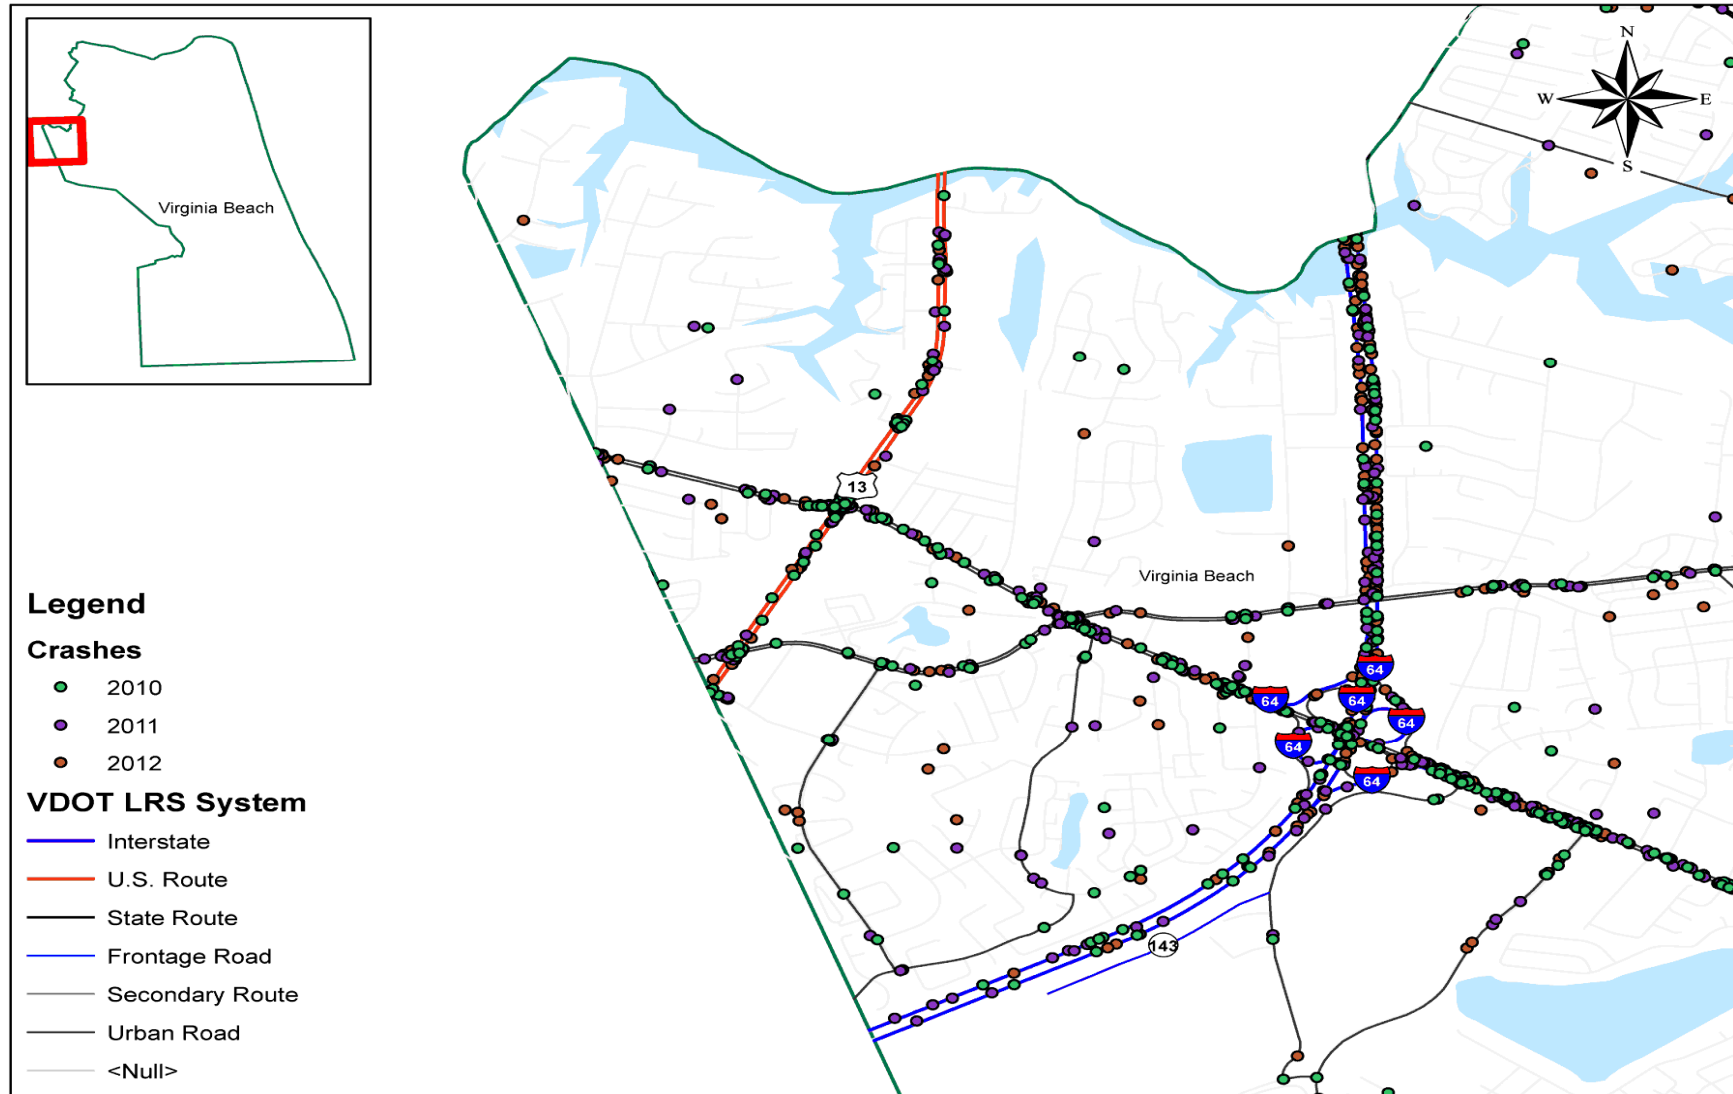 Virginia Beach
N
W
E
S
13
Virginia Beach
64
64
64
64
64
64
143
Legend
Crashes
2010
2011
2012
VDOT LRS System
Interstate
U.S. Route
State Route
Frontage Road
Secondary Route
Urban Road
<Null>